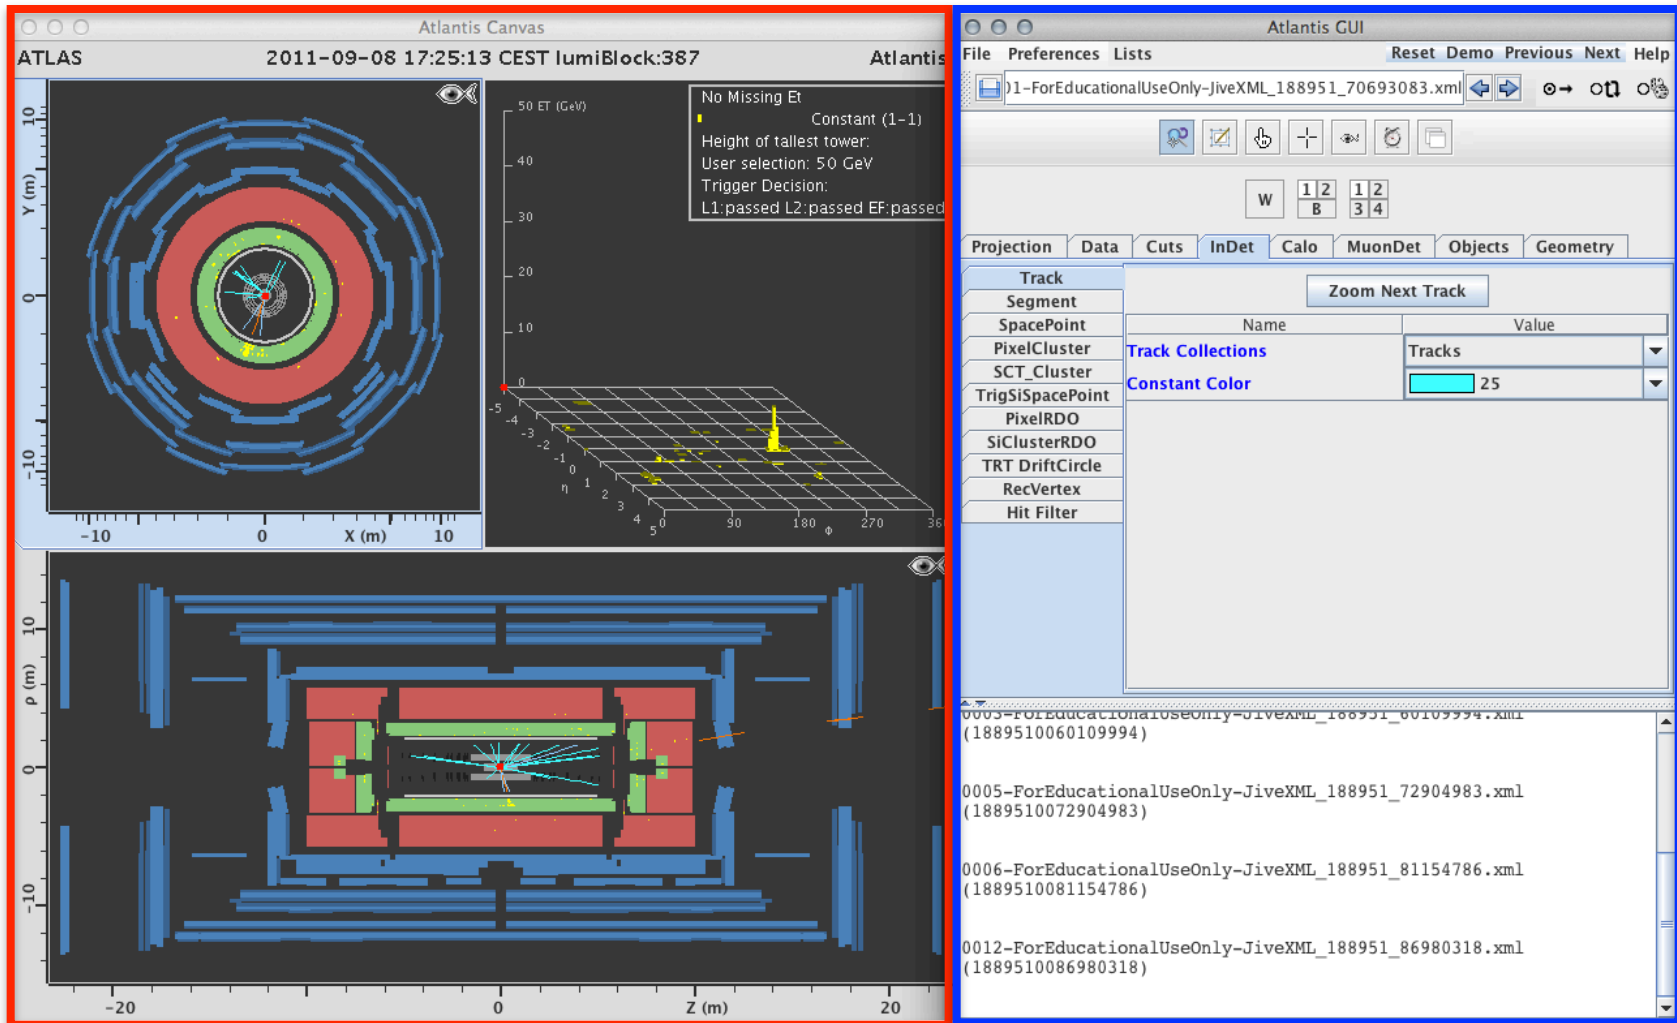 Atlantis Canvas
ATLAS 2011-09-08 17:25:13 CEST lumiBlock:387 Atlantis
10
Y (m)
0
-10
-10 0 X (m) 10
50 ET (GeV)
40
30
20
10
0
No Missing Et
Constant (1-1)
Height of tallest tower:
User selection: 50 GeV
Trigger Decision:
L1:passed L2:passed EF:passed
-5
-4
-3
-2
-1
0
η 1
2
3
4
5
0 90 180 270 36
Φ
10
ρ (m)
0
-10
-20 0 Z (m) 20
Atlantis GUI
File Preferences Lists Reset Demo Previous Next Help
1-ForEducationalUseOnly-JiveXML_188951_70693083.xml
W 1 2 B 1 2 3 4
Projection Data Cuts InDet Calo MuonDet Objects Geometry
Track
Segment
SpacePoint
PixelCluster
SCT_Cluster
TrigSiSpacePoint
PixelRDO
SiClusterRDO
TRT DriftCircle
RecVertex
Hit Filter
Zoom Next Track
Name Value
Track Collections Tracks
Constant Color 25
0003-ForEducationalUseOnly-JiveXML_188951_60109994.xml
(1889510060109994)
0005-ForEducationalUseOnly-JiveXML_188951_72904983.xml
(1889510072904983)
0006-ForEducationalUseOnly-JiveXML_188951_81154786.xml
(1889510081154786)
0012-ForEducationalUseOnly-JiveXML_188951_86980318.xml
(1889510086980318)